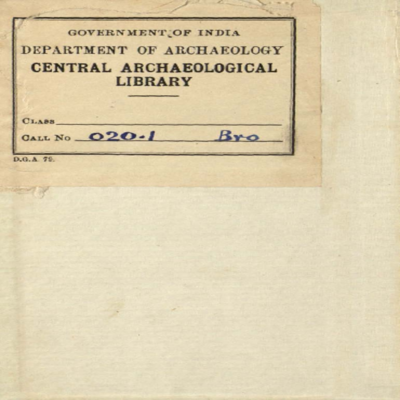 GOVERNMENT OF INDIA
DEPARTMENT OF ARCHAEOLOGY
CENTRAL ARCHAEOLOGICAL
LIBRARY
CLASS
CALL No 020.1 Bro
D.G.A. 79.